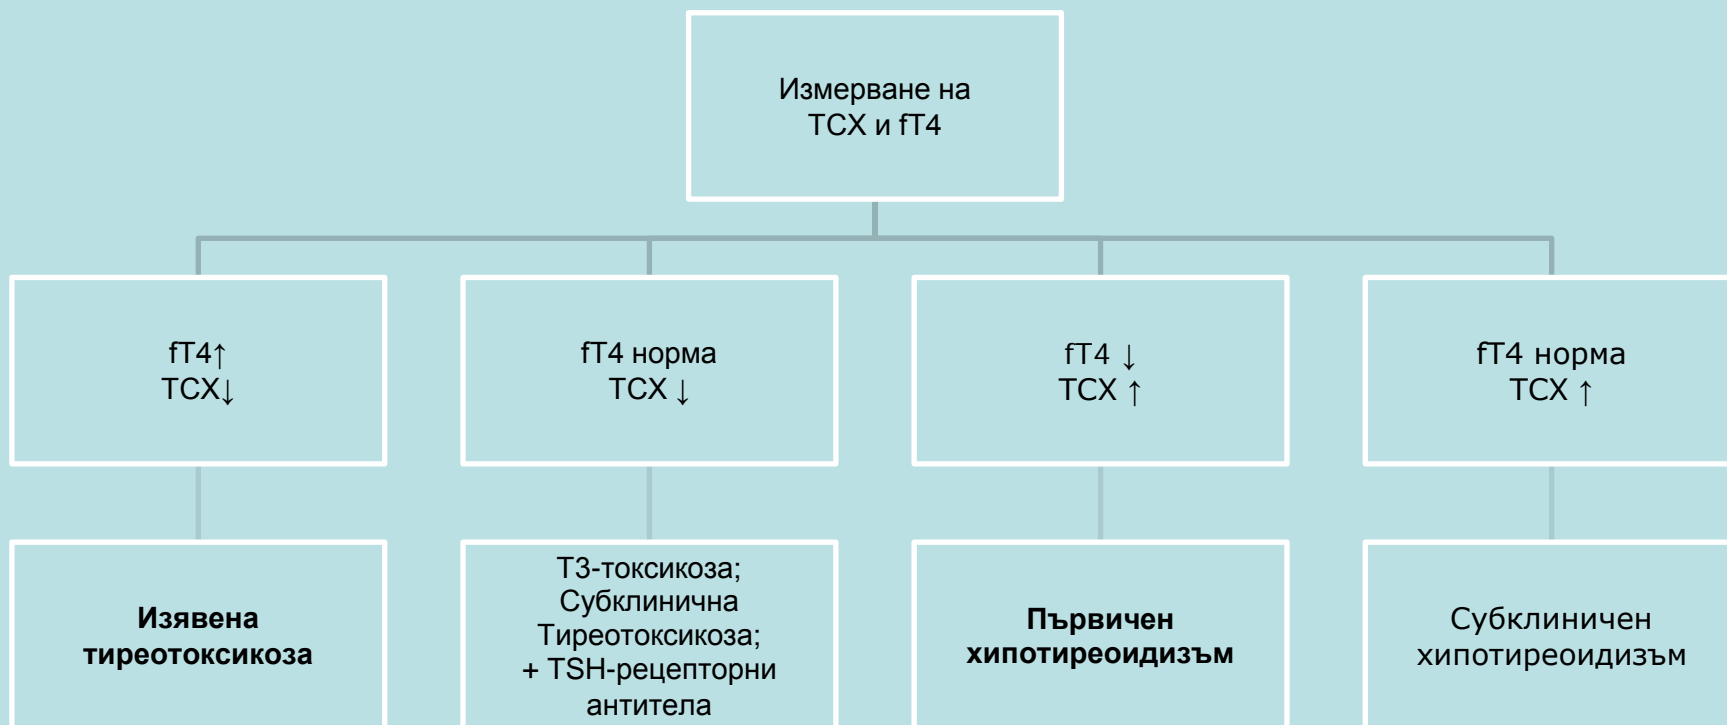 Измерване на
ТСХ и fT4
fT4↑
ТСХ↓
fT4 норма
ТСХ ↓
fT4 ↓
ТСХ ↑
fT4 норма
ТСХ ↑
Изявена
тиреотоксикоза
Т3-токсикоза;
Субклинична
Тиреотоксикоза;
+ TSH-рецепторни
антитела
Първичен
хипотиреоидизъм
Субклиничен
хипотиреоидизъм